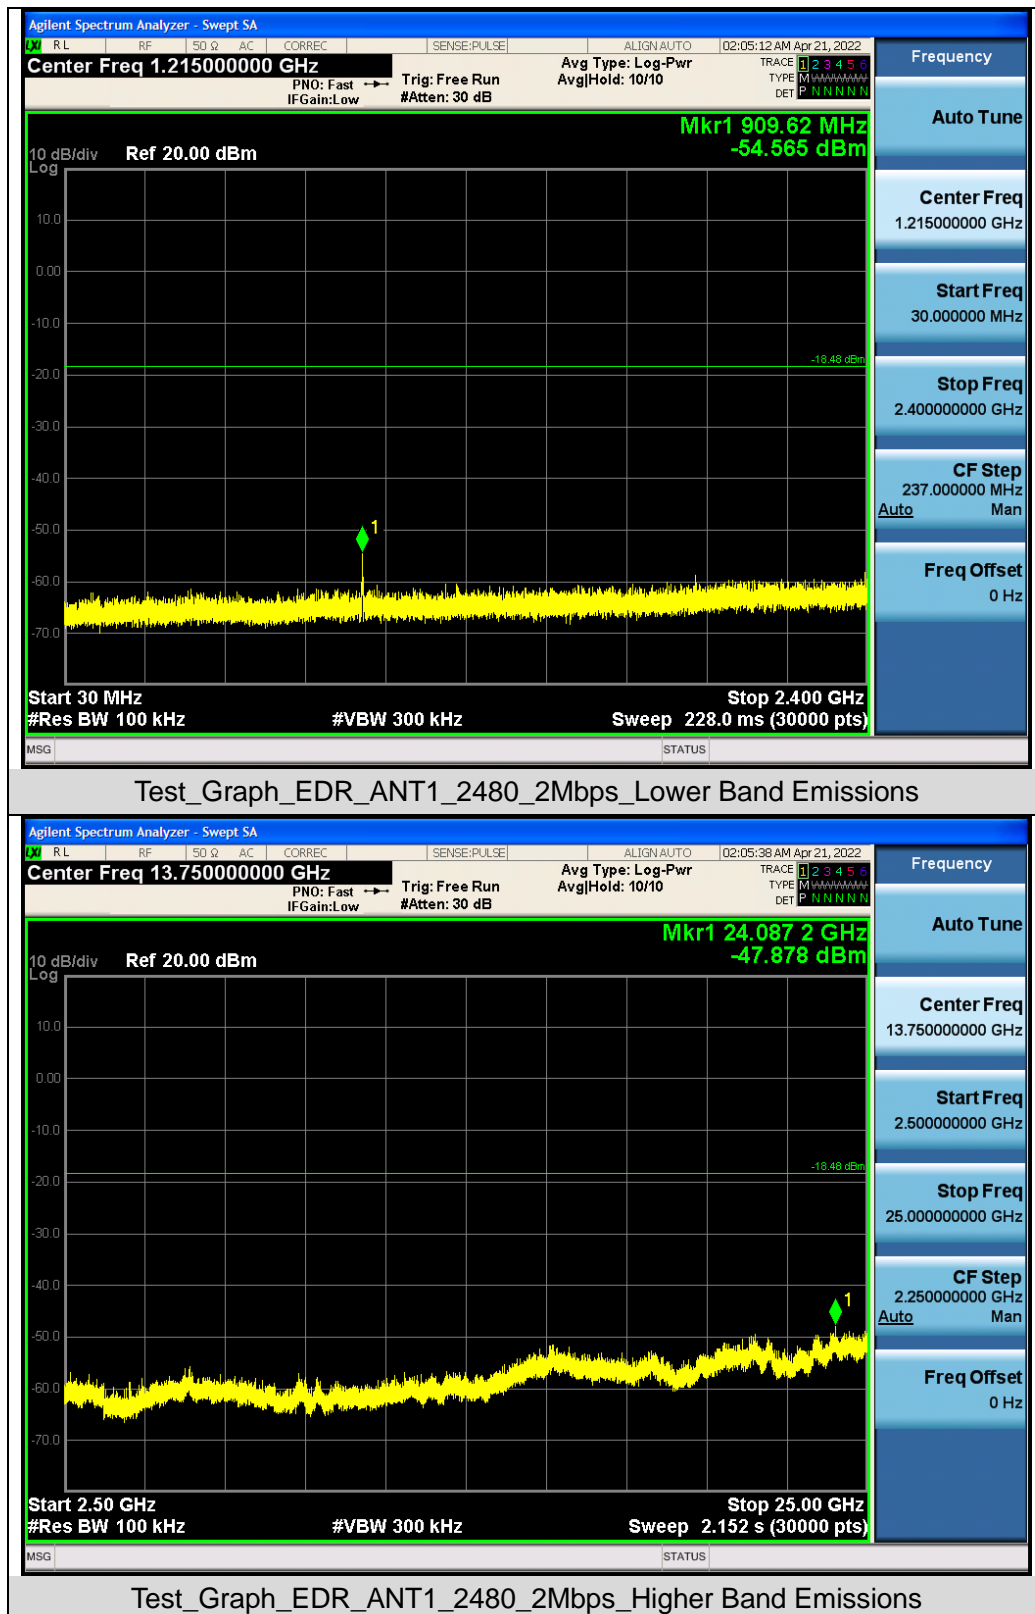 Agilent Spectrum Analyzer - Swept SA
LXI RL RF 50 Ω AC CORREC SENSE:PULSE ALIGN AUTO 02:05:12 AM Apr 21, 2022
Center Freq 1.215000000 GHz
PNO: Fast
IFGain:Low
Trig: Free Run
#Atten: 30 dB
Avg Type: Log-Pwr
Avg|Hold: 10/10
TRACE 1 2 3 4 5 6
TYPE M
DET P N N N N N
Mkr1 909.62 MHz
-54.565 dBm
10 dB/div Ref 20.00 dBm
Log
10.0
0.00
-10.0
-18.48 dBm
-20.0
-30.0
-40.0
-50.0
1
-60.0
-70.0
Start 30 MHz Stop 2.400 GHz
#Res BW 100 kHz #VBW 300 kHz Sweep 228.0 ms (30000 pts)
MSG STATUS
Frequency
Auto Tune
Center Freq
1.215000000 GHz
Start Freq
30.000000 MHz
Stop Freq
2.400000000 GHz
CF Step
237.000000 MHz
Auto Man
Freq Offset
0 Hz
Test_Graph_EDR_ANT1_2480_2Mbps_Lower Band Emissions
Agilent Spectrum Analyzer - Swept SA
LXI RL RF 50 Ω AC CORREC SENSE:PULSE ALIGN AUTO 02:05:38 AM Apr 21, 2022
Center Freq 13.750000000 GHz
PNO: Fast
IFGain:Low
Trig: Free Run
#Atten: 30 dB
Avg Type: Log-Pwr
Avg|Hold: 10/10
TRACE 1 2 3 4 5 6
TYPE M
DET P N N N N N
Mkr1 24.087 2 GHz
-47.878 dBm
10 dB/div Ref 20.00 dBm
Log
10.0
0.00
-10.0
-18.48 dBm
-20.0
-30.0
-40.0
1
-50.0
-60.0
-70.0
Start 2.50 GHz Stop 25.00 GHz
#Res BW 100 kHz #VBW 300 kHz Sweep 2.152 s (30000 pts)
MSG STATUS
Frequency
Auto Tune
Center Freq
13.750000000 GHz
Start Freq
2.500000000 GHz
Stop Freq
25.000000000 GHz
CF Step
2.250000000 GHz
Auto Man
Freq Offset
0 Hz
Test_Graph_EDR_ANT1_2480_2Mbps_Higher Band Emissions